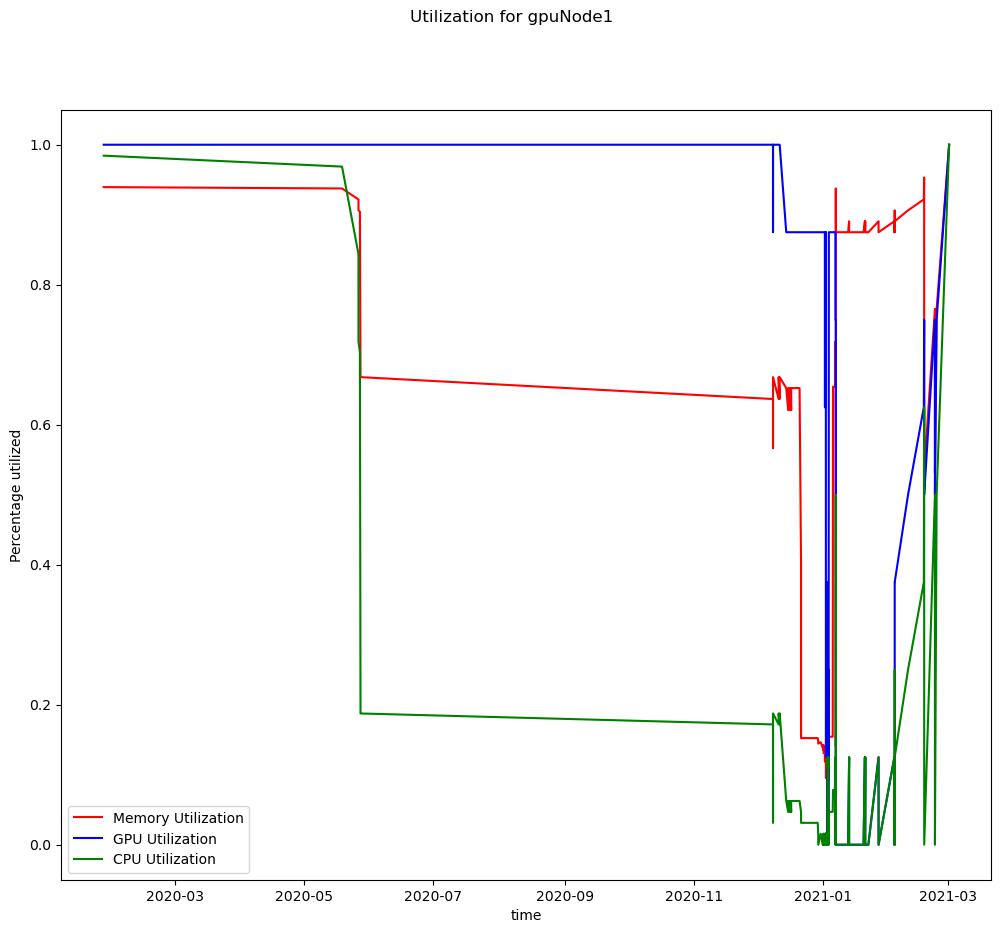 Utilization for gpuNode1
1.0
0.8
0.6
0.4
0.2
0.0
Percentage utilized
Memory Utilization
GPU Utilization
CPU Utilization
2020-03 2020-05 2020-07 2020-09 2020-11 2021-01 2021-03
time